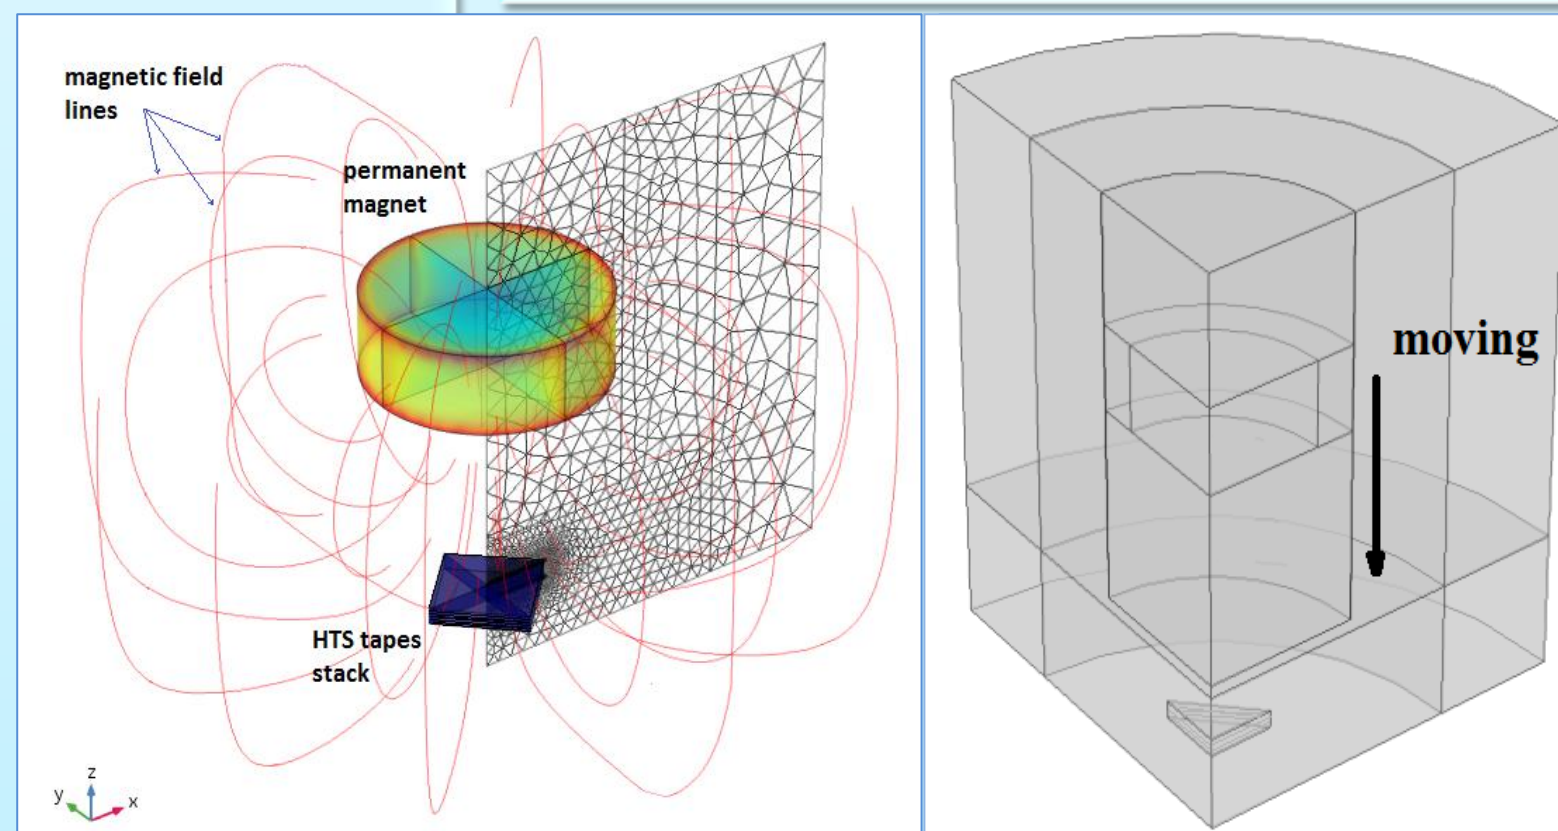 magnetic field
lines
permanent
magnet
HTS tapes
stack
z
y
x
moving